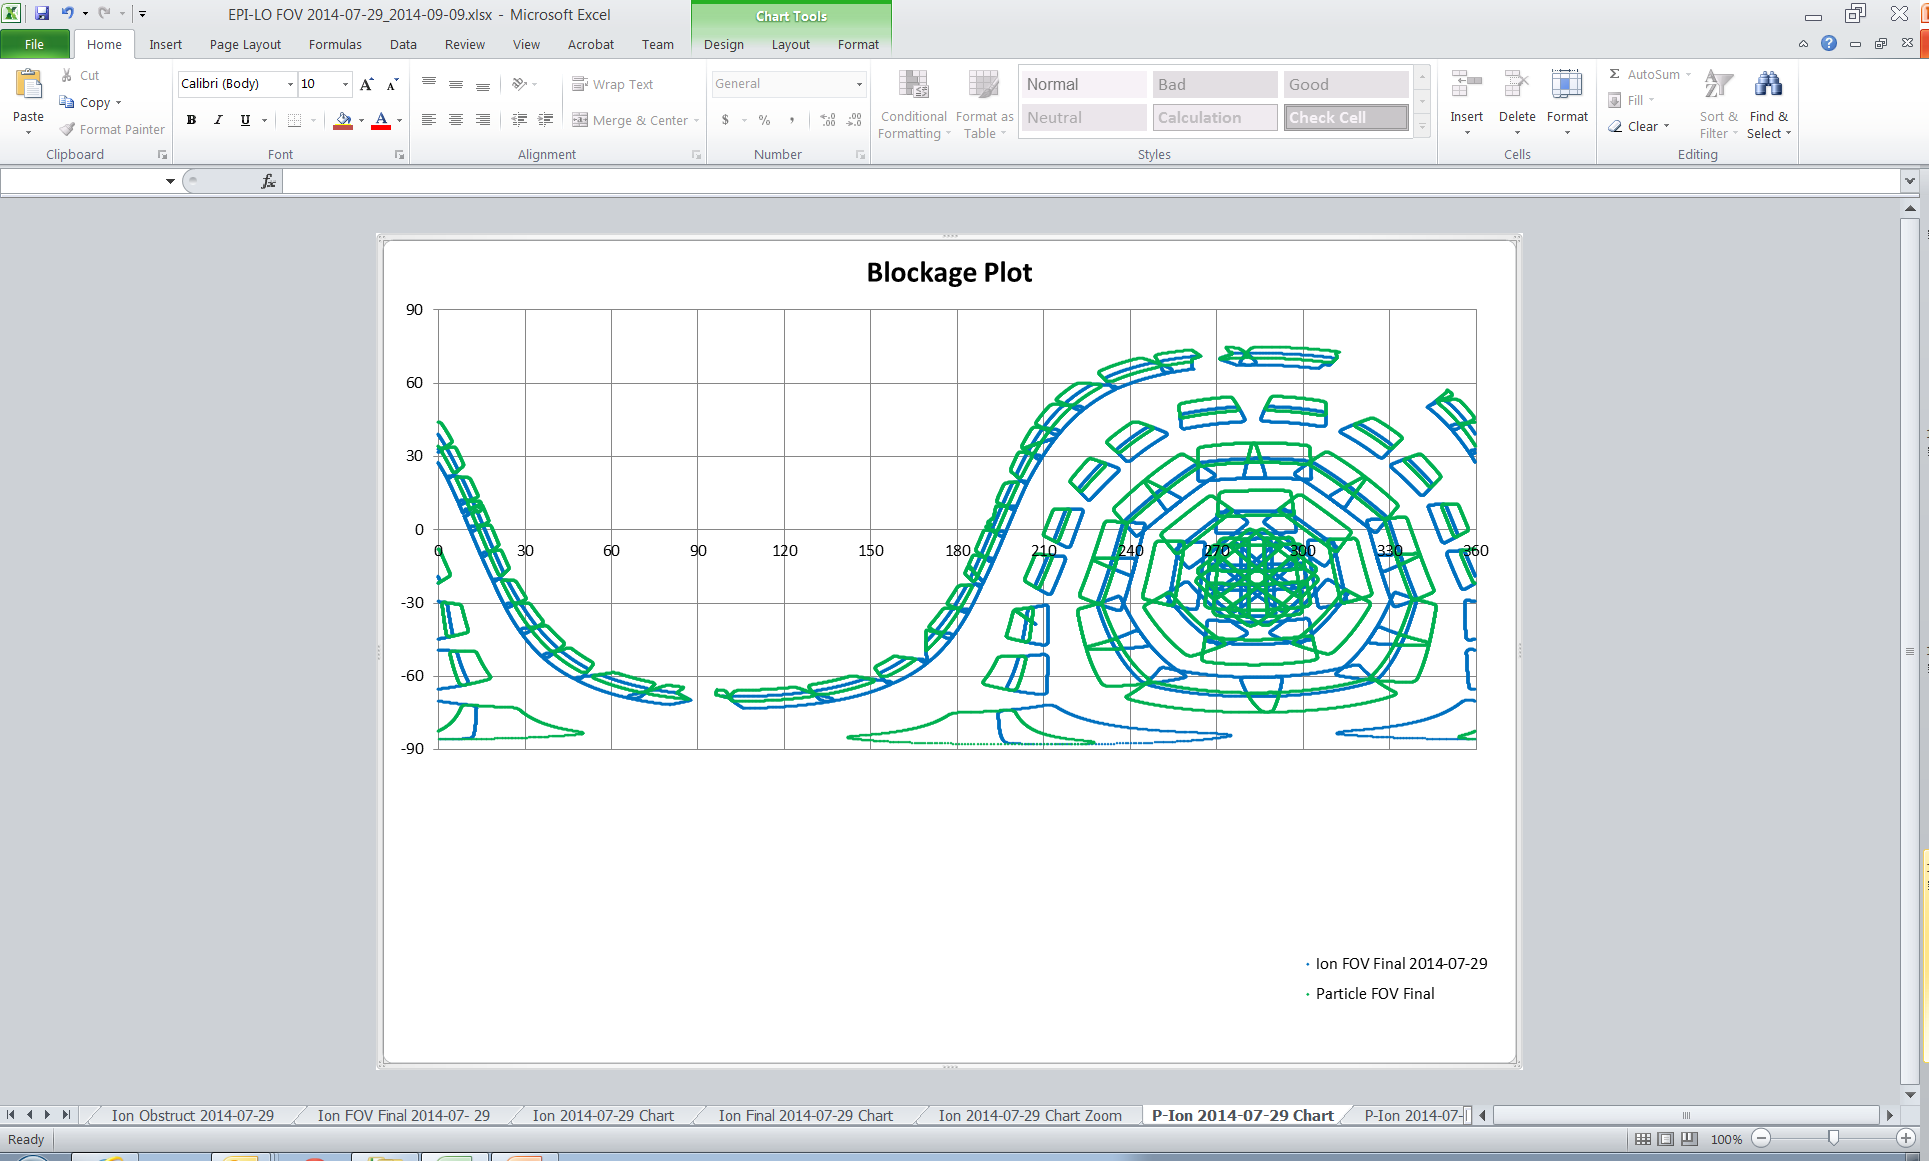 EPI-LO FOV 2014-07-29_2014-09-09.xlsx - Microsoft Excel
Chart Tools
File Home Insert Page Layout Formulas Data Review View Acrobat Team Design Layout Format
Paste
Cut
Copy
Format Painter
Clipboard
Calibri (Body) 10
B I U A
Font
Wrap Text
Merge & Center
Alignment
General
$ % ,
Number
Conditional Formatting
Format as Table
Normal Bad Good
Neutral Calculation Check Cell
Styles
Insert Delete Format
Cells
AutoSum
Fill
Clear
Sort & Filter
Find & Select
Editing
fx
Blockage Plot
90
60
30
0
-30
-60
-90
0 30 60 90 120 150 180 210 240 270 300 330 360
Ion FOV Final 2014-07-29
Particle FOV Final
Ion Obstruct 2014-07-29 Ion FOV Final 2014-07- 29 Ion 2014-07-29 Chart Ion Final 2014-07-29 Chart Ion 2014-07-29 Chart Zoom P-Ion 2014-07-29 Chart P-Ion 2014-07-
Ready 100%